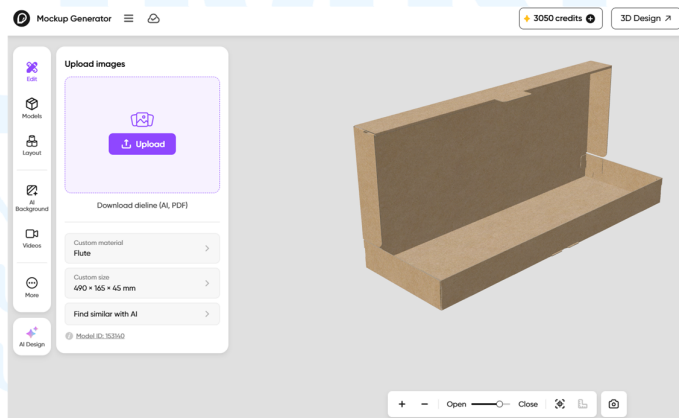 Mockup Generator
3050 credits
3D Design
Edit
Models
Layout
AI
Background
Videos
More
AI Design
Upload images
Upload
Download dieline (AI, PDF)
Custom material
Flute
Custom size
490 × 165 × 45 mm
Find similar with AI
Model ID: 153140
Open
Close